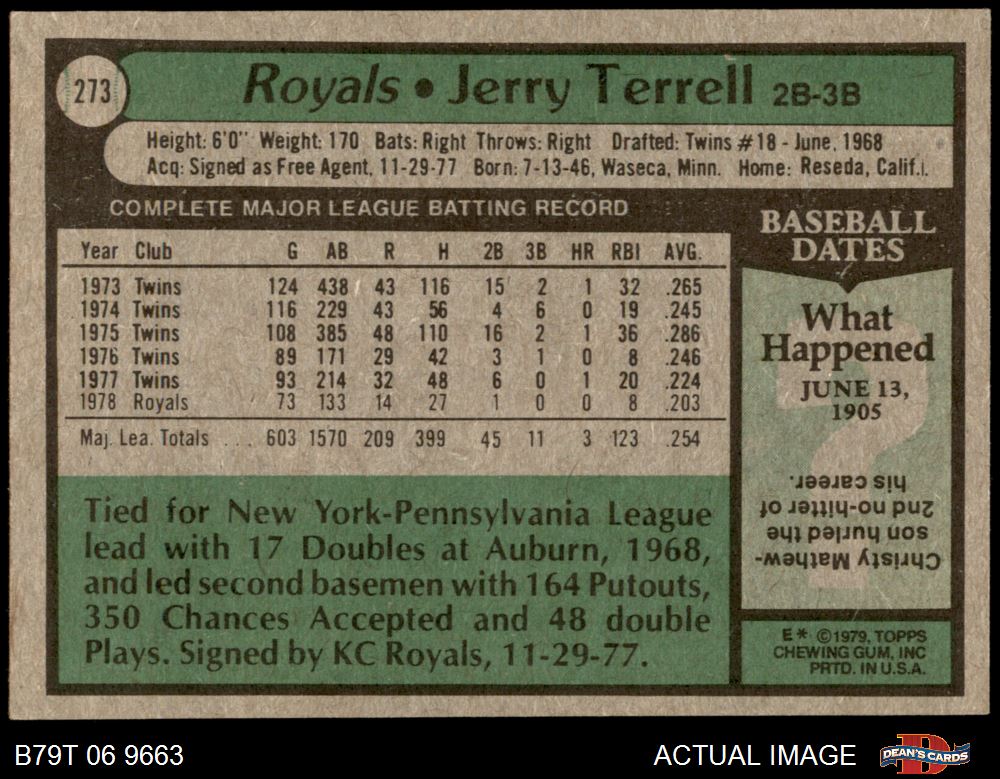 273
Royals • Jerry Terrell 2B-3B
Height: 6'0" Weight: 170 Bats: Right Throws: Right Drafted: Twins #18 - June, 1968
Acq: Signed as Free Agent, 11-29-77 Born: 7-13-46, Waseca, Minn. Home: Reseda, Calif.
COMPLETE MAJOR LEAGUE BATTING RECORD
Year Club G AB R H 2B 3B HR RBI AVG.
1973 Twins 124 438 43 116 15 2 1 32 .265
1974 Twins 116 229 43 56 4 6 0 19 .245
1975 Twins 108 385 48 110 16 2 1 36 .286
1976 Twins 89 171 29 42 3 1 0 8 .246
1977 Twins 93 214 32 48 6 0 1 20 .224
1978 Royals 73 133 14 27 1 0 0 8 .203
Maj. Lea. Totals ... 603 1570 209 399 45 11 3 123 .254
Tied for New York-Pennsylvania League
lead with 17 Doubles at Auburn, 1968,
and led second basemen with 164 Putouts,
350 Chances Accepted and 48 double
Plays. Signed by KC Royals, 11-29-77.
BASEBALL
DATES
What
Happened
JUNE 13,
1905
Christy Mathew-
son hurled the
2nd no-hitter of
his career.
E* ©1979, TOPPS
CHEWING GUM, INC
PRTD. IN U.S.A.
B79T 06 9663
ACTUAL IMAGE
DEAN'S CARDS